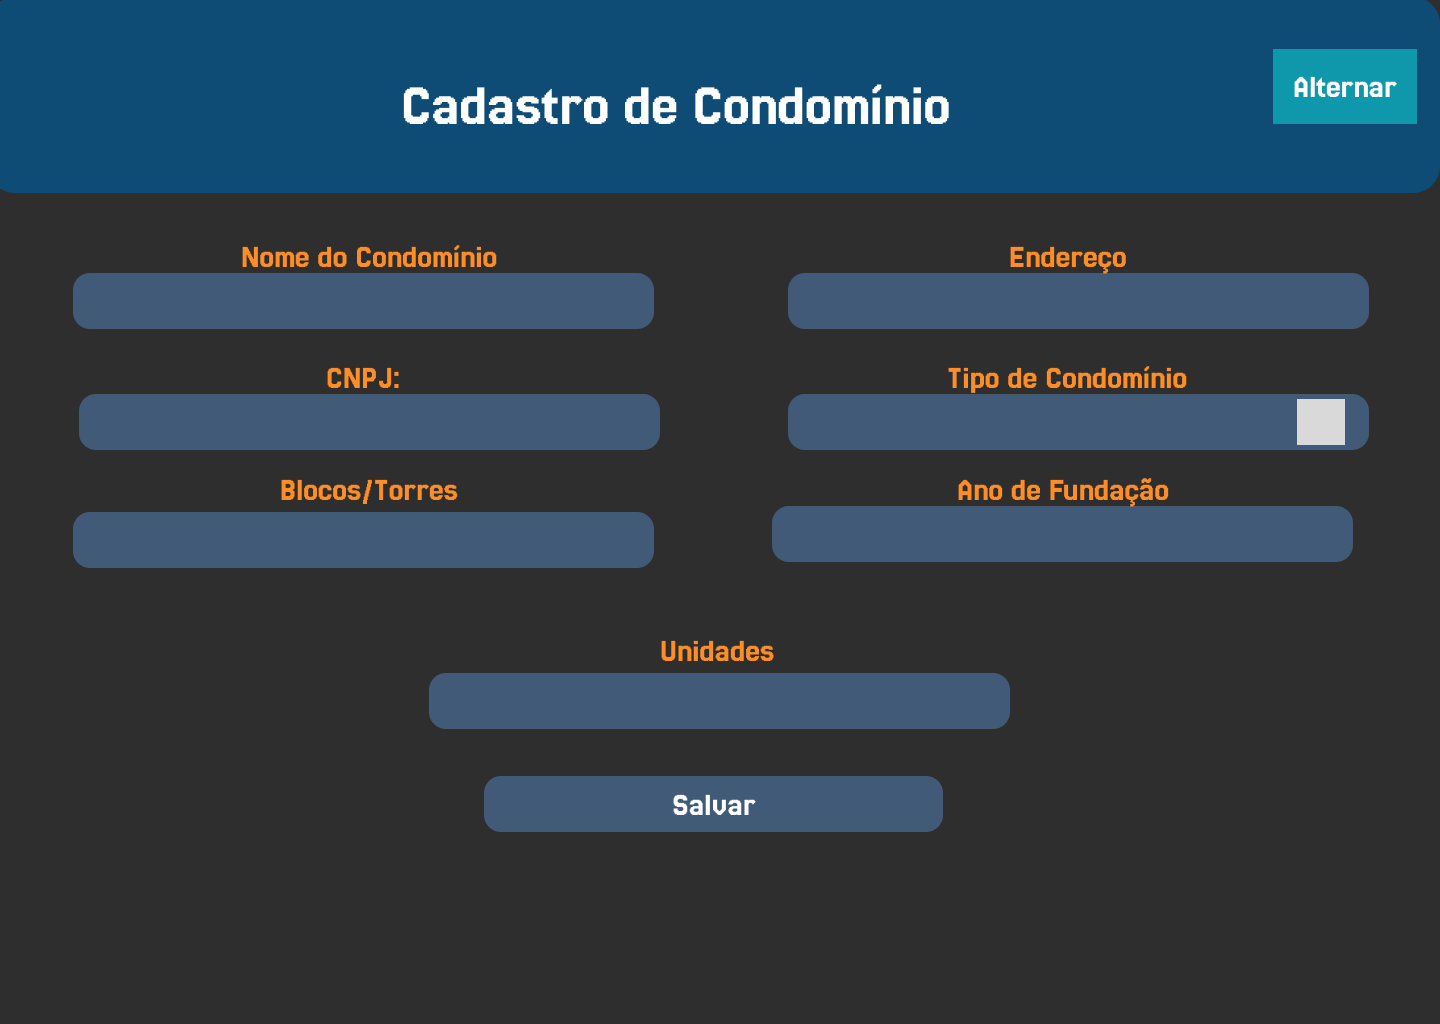 Cadastro de Condomínio
Alternar
Nome do Condomínio
Endereço
CNPJ:
Tipo de Condomínio
Blocos/Torres
Ano de Fundação
Unidades
Salvar